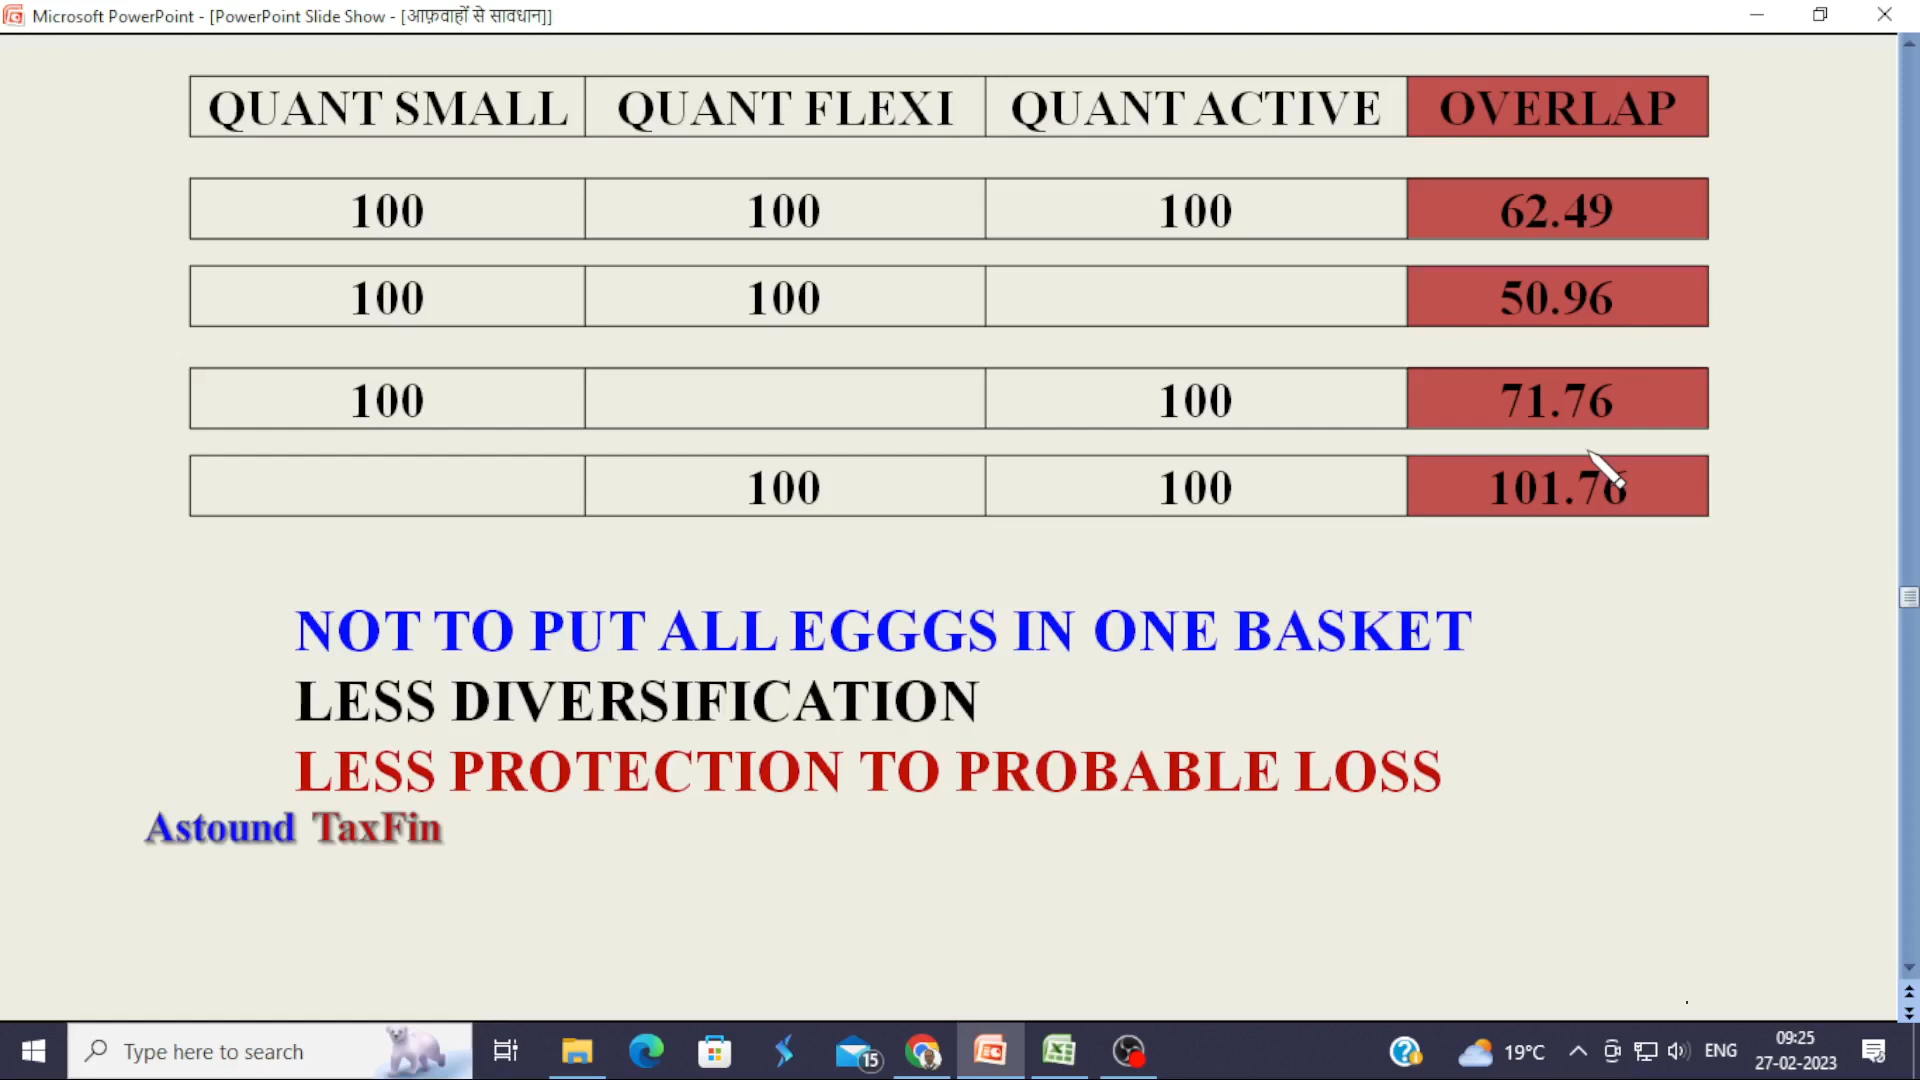 Microsoft PowerPoint - [PowerPoint Slide Show - [आफ़वाहों से सावधान]]
QUANT SMALL QUANT FLEXI QUANT ACTIVE OVERLAP
100 100 100 62.49
100 100 50.96
100 100 71.76
100 100 101.76
NOT TO PUT ALL EGGGS IN ONE BASKET
LESS DIVERSIFICATION
LESS PROTECTION TO PROBABLE LOSS
Astound TaxFin
Type here to search
15
19°C
ENG
09:25
27-02-2023